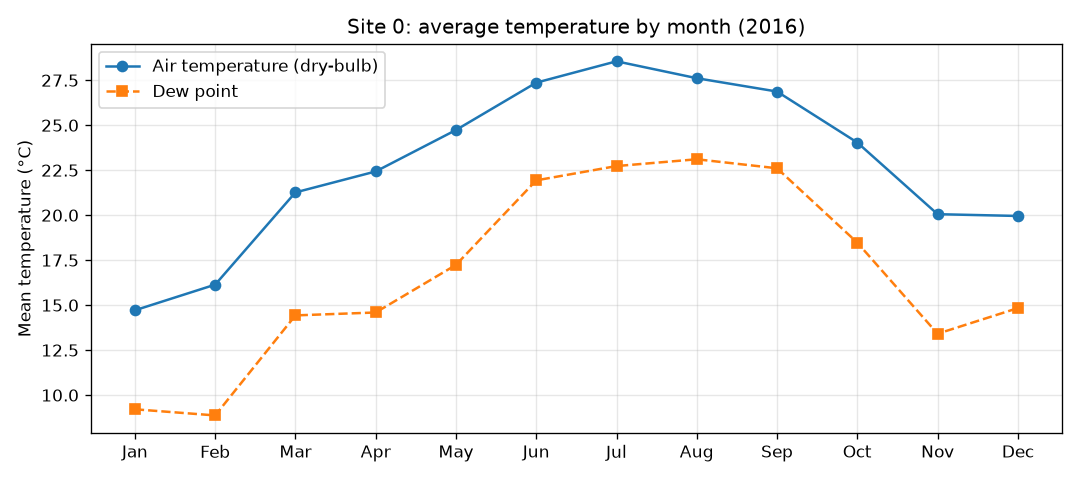 Site 0: average temperature by month (2016)
Air temperature (dry-bulb)
Dew point
Mean temperature (°C)
27.5
25.0
22.5
20.0
17.5
15.0
12.5
10.0
Jan Feb Mar Apr May Jun Jul Aug Sep Oct Nov Dec